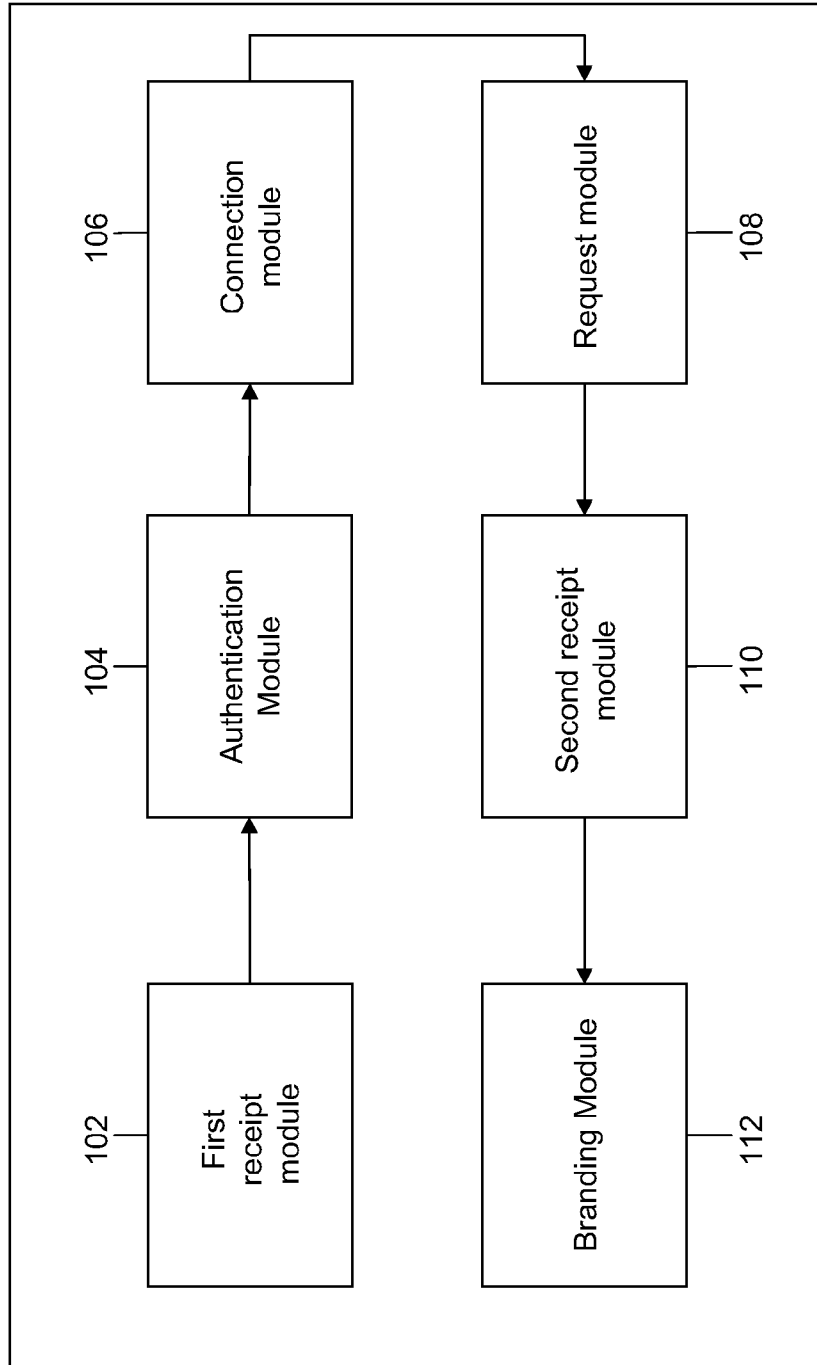 102
First
receipt
module
104
Authentication
Module
106
Connection
module
Request module
108
Second receipt
module
110
Branding Module
112